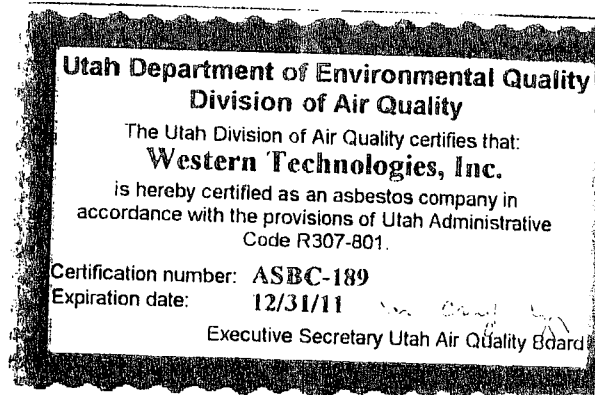 Utah Department of Environmental Quality
Division of Air Quality
The Utah Division of Air Quality certifies that:
Western Technologies, Inc.
is hereby certified as an asbestos company in
accordance with the provisions of Utah Administrative
Code R307-801.
Certification number: ASBC-189
Expiration date: 12/31/11
Executive Secretary Utah Air Quality Board